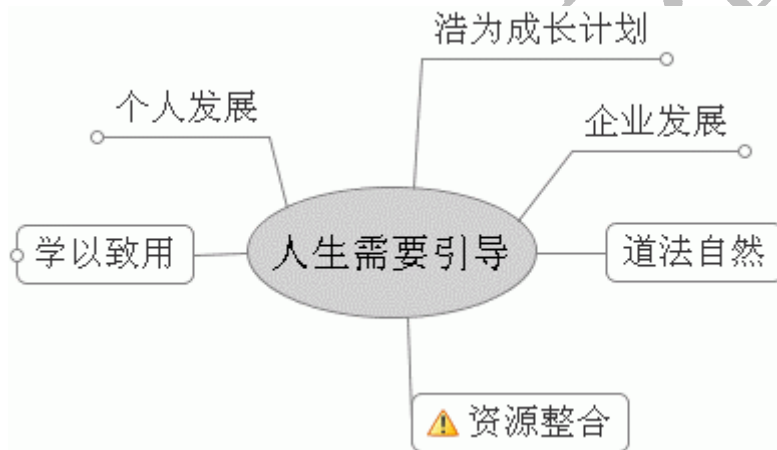 浩为成长计划
个人发展
企业发展
学以致用
人生需要引导
道法自然
资源整合